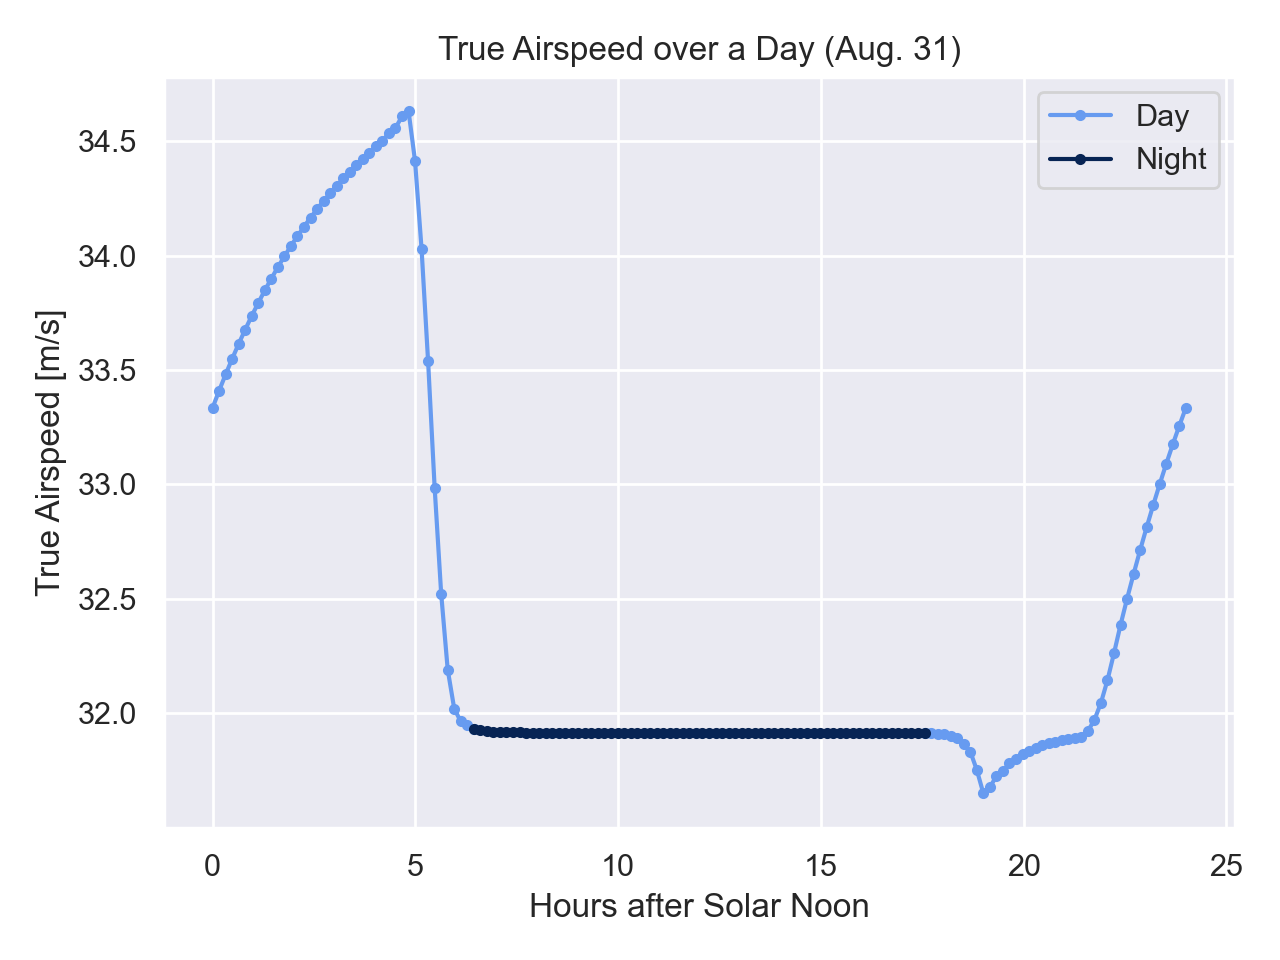 True Airspeed over a Day (Aug. 31)
Day
Night
True Airspeed [m/s]
34.5
34.0
33.5
33.0
32.5
32.0
0 5 10 15 20 25
Hours after Solar Noon